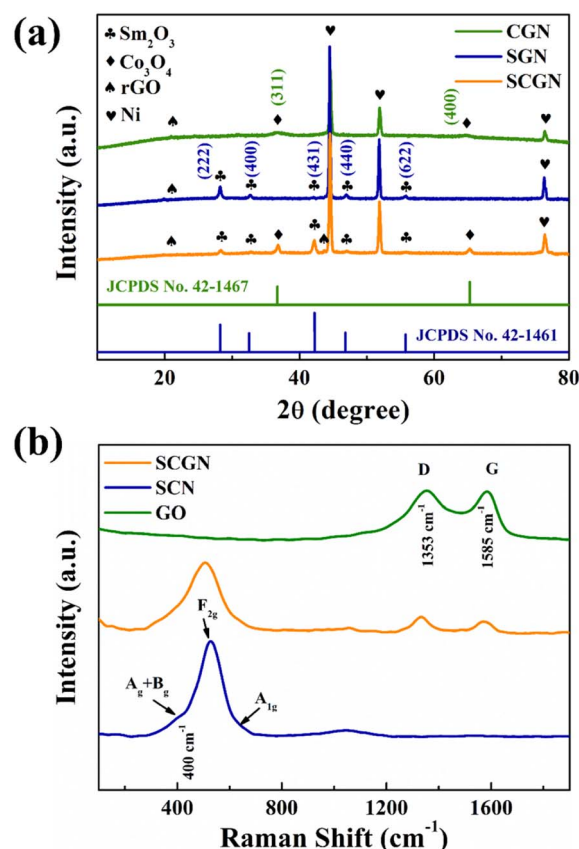 (a)
♣ Sm₂O₃
♦ Co₃O₄
♠ rGO
♥ Ni
CGN
SGN
SCGN
(311)
(400)
(222)
(400)
(431)
(440)
(622)
JCPDS No. 42-1467
JCPDS No. 42-1461
Intensity (a.u.)
20 40 60 80
2θ (degree)
(b)
SCGN
SCN
GO
D G
1353 cm⁻¹
1585 cm⁻¹
F₂g
Ag+Bg
A₁g
400 cm⁻¹
Intensity (a.u.)
400 800 1200 1600
Raman Shift (cm⁻¹)